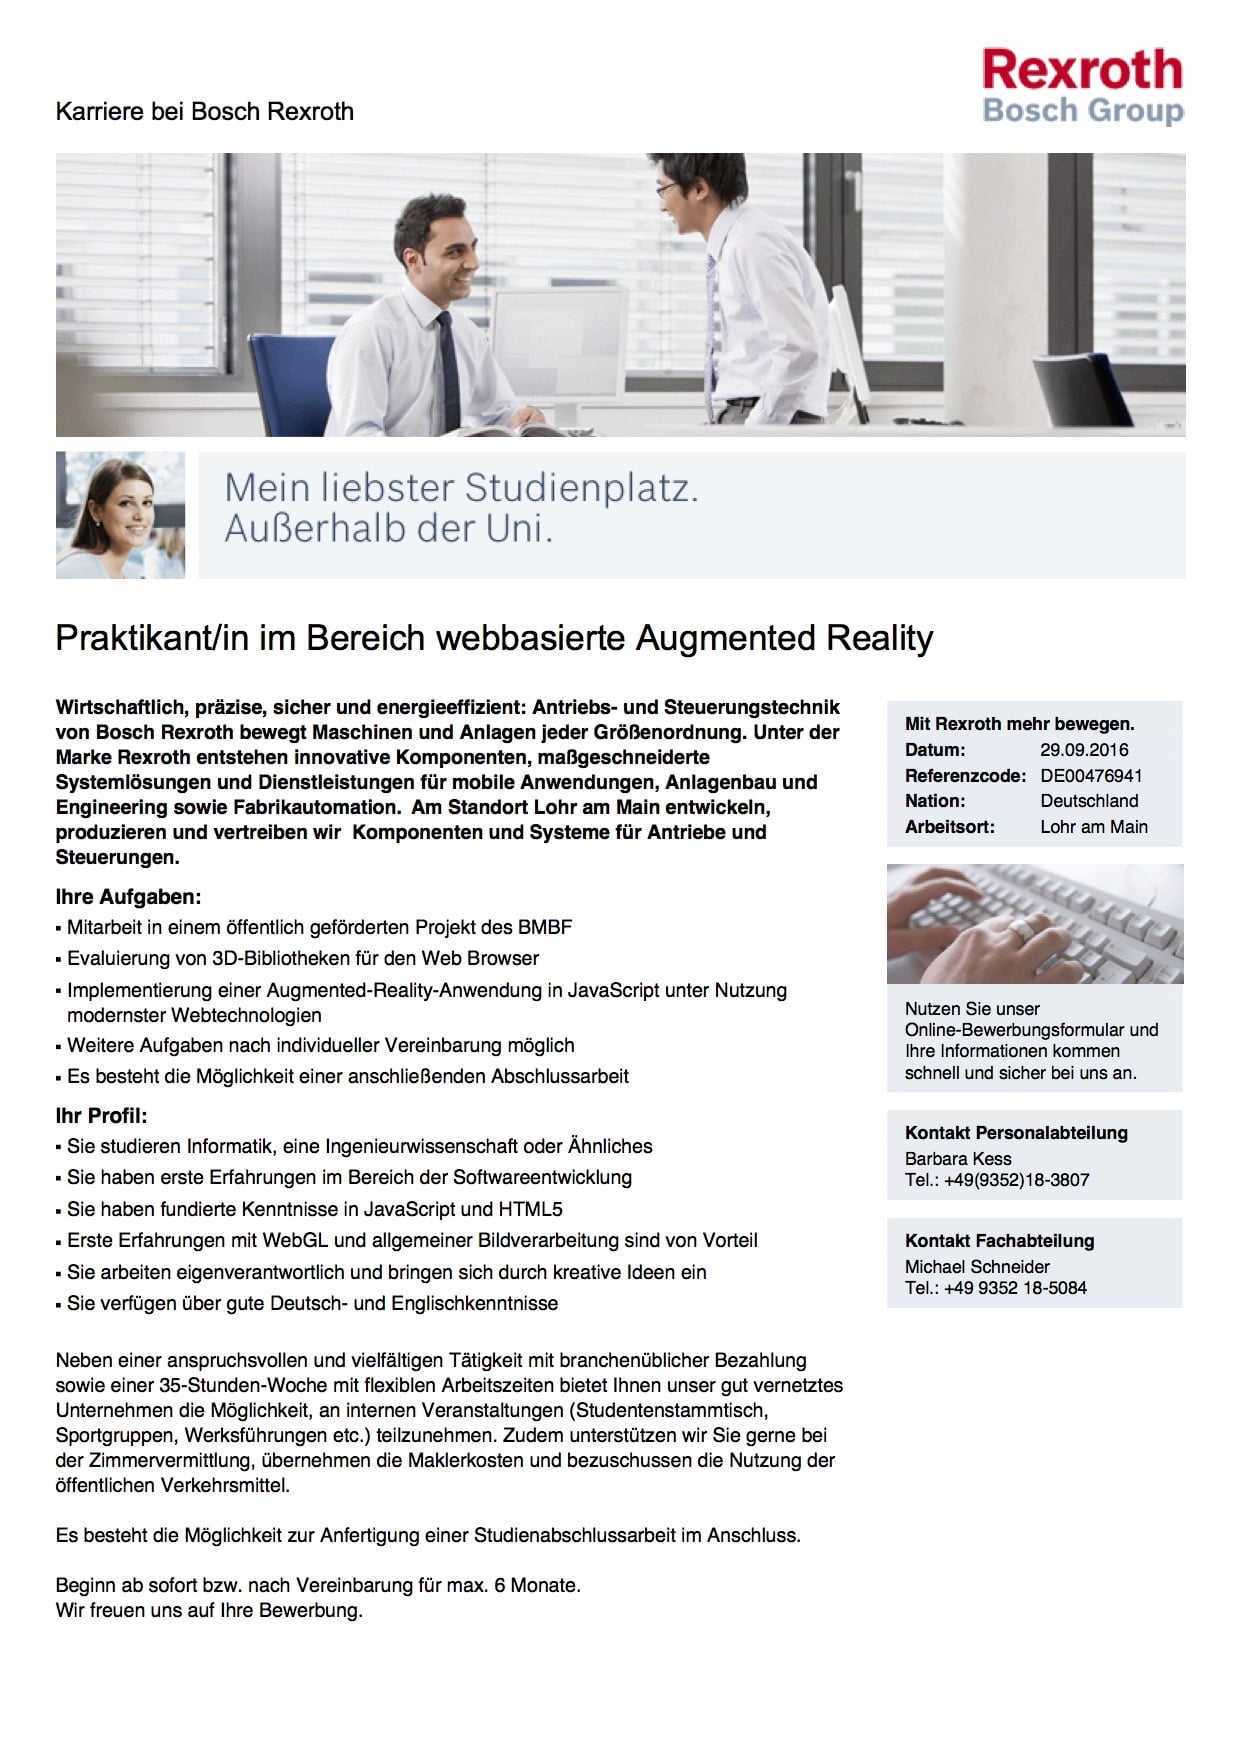 Rexroth
Bosch Group
Karriere bei Bosch Rexroth
Mein liebster Studienplatz.
Außerhalb der Uni.
Praktikant/in im Bereich webbasierte Augmented Reality
Wirtschaftlich, präzise, sicher und energieeffizient: Antriebs- und Steuerungstechnik
von Bosch Rexroth bewegt Maschinen und Anlagen jeder Größenordnung. Unter der
Marke Rexroth entstehen innovative Komponenten, maßgeschneiderte
Systemlösungen und Dienstleistungen für mobile Anwendungen, Anlagenbau und
Engineering sowie Fabrikautomation.  Am Standort Lohr am Main entwickeln,
produzieren und vertreiben wir  Komponenten und Systeme für Antriebe und
Steuerungen.
Ihre Aufgaben:
▪ Mitarbeit in einem öffentlich geförderten Projekt des BMBF
▪ Evaluierung von 3D-Bibliotheken für den Web Browser
▪ Implementierung einer Augmented-Reality-Anwendung in JavaScript unter Nutzung
modernster Webtechnologien
▪ Weitere Aufgaben nach individueller Vereinbarung möglich
▪ Es besteht die Möglichkeit einer anschließenden Abschlussarbeit
Ihr Profil:
▪ Sie studieren Informatik, eine Ingenieurwissenschaft oder Ähnliches
▪ Sie haben erste Erfahrungen im Bereich der Softwareentwicklung
▪ Sie haben fundierte Kenntnisse in JavaScript und HTML5
▪ Erste Erfahrungen mit WebGL und allgemeiner Bildverarbeitung sind von Vorteil
▪ Sie arbeiten eigenverantwortlich und bringen sich durch kreative Ideen ein
▪ Sie verfügen über gute Deutsch- und Englischkenntnisse
Neben einer anspruchsvollen und vielfältigen Tätigkeit mit branchenüblicher Bezahlung
sowie einer 35-Stunden-Woche mit flexiblen Arbeitszeiten bietet Ihnen unser gut vernetztes
Unternehmen die Möglichkeit, an internen Veranstaltungen (Studentenstammtisch,
Sportgruppen, Werksführungen etc.) teilzunehmen. Zudem unterstützen wir Sie gerne bei
der Zimmervermittlung, übernehmen die Maklerkosten und bezuschussen die Nutzung der
öffentlichen Verkehrsmittel.
Es besteht die Möglichkeit zur Anfertigung einer Studienabschlussarbeit im Anschluss.
Beginn ab sofort bzw. nach Vereinbarung für max. 6 Monate.
Wir freuen uns auf Ihre Bewerbung.
Mit Rexroth mehr bewegen.
Datum: 29.09.2016
Referenzcode: DE00476941
Nation: Deutschland
Arbeitsort: Lohr am Main
Nutzen Sie unser
Online-Bewerbungsformular und
Ihre Informationen kommen
schnell und sicher bei uns an.
Kontakt Personalabteilung
Barbara Kess
Tel.: +49(9352)18-3807
Kontakt Fachabteilung
Michael Schneider
Tel.: +49 9352 18-5084